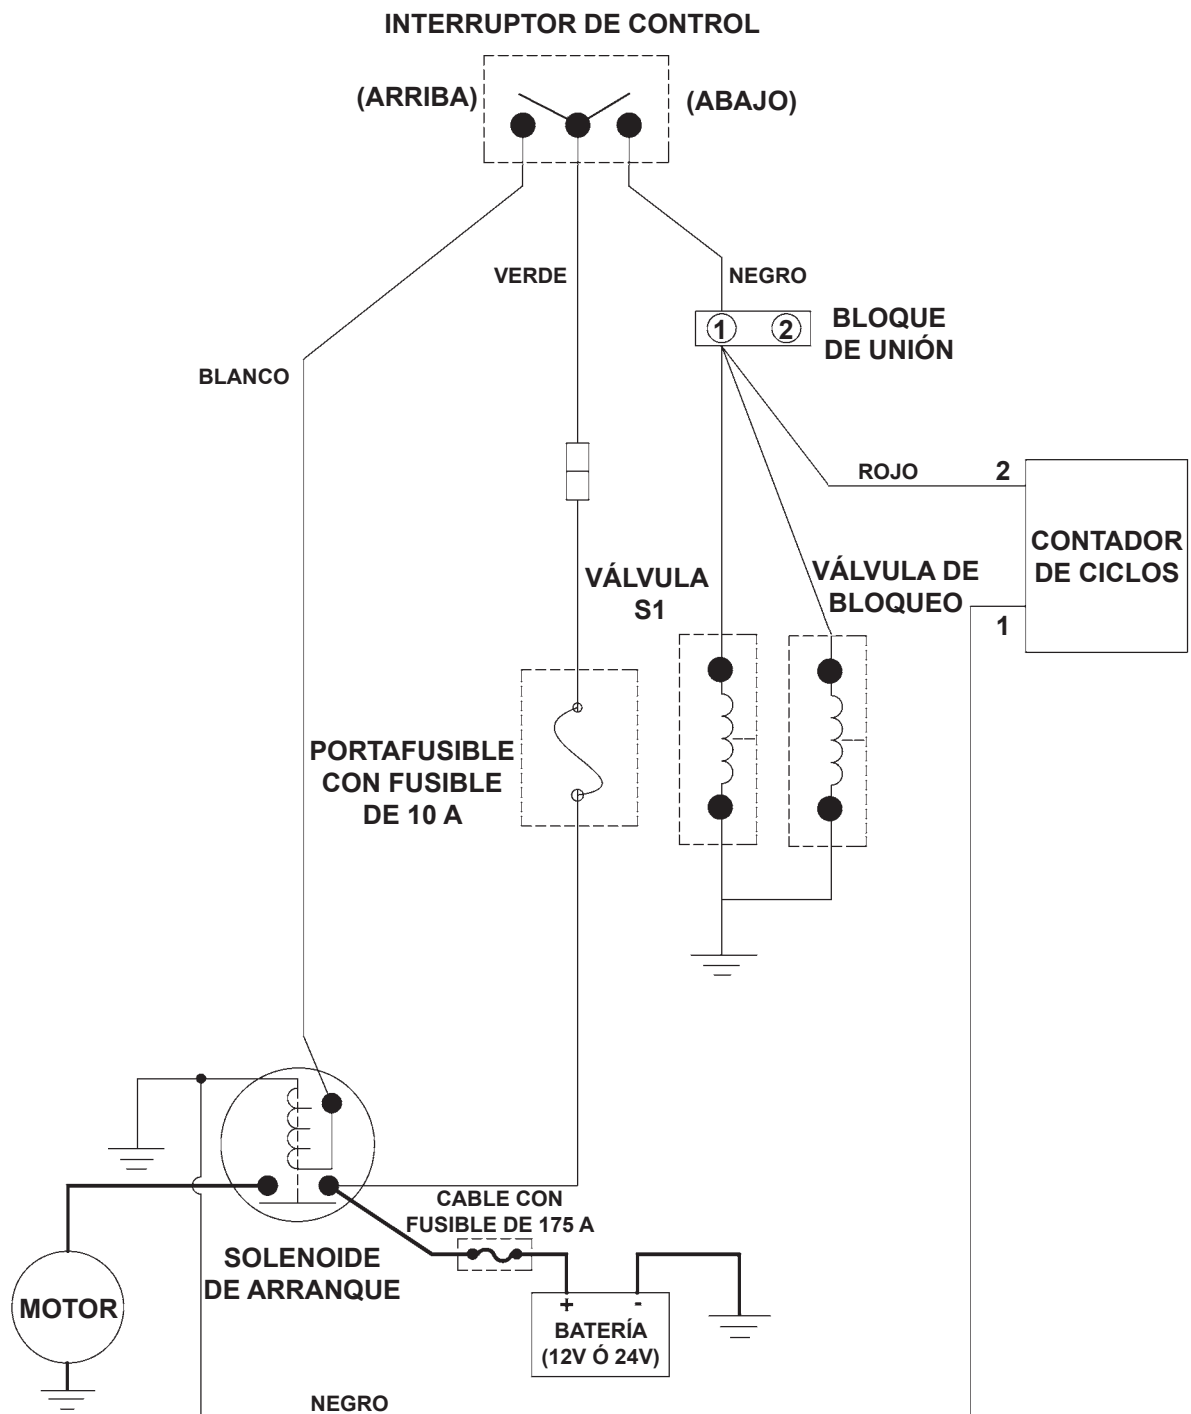 INTERRUPTOR DE CONTROL
(ARRIBA)
(ABAJO)
VERDE
NEGRO
1
2
BLOQUE
DE UNIÓN
BLANCO
ROJO
2
CONTADOR
DE CICLOS
1
VÁLVULA
S1
VÁLVULA DE
BLOQUEO
PORTAFUSIBLE
CON FUSIBLE
DE 10 A
CABLE CON
FUSIBLE DE 175 A
SOLENOIDE
DE ARRANQUE
MOTOR
+
-
BATERÍA
(12V Ó 24V)
NEGRO